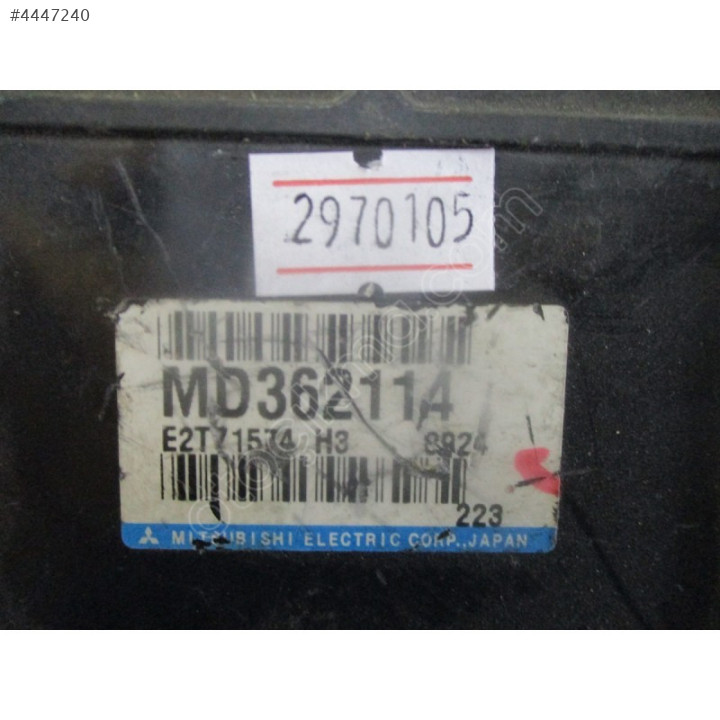 #4447240
2970105
MD362114
E2T71574 H3 8924
223
MITSUBISHI ELECTRIC CORP.,JAPAN